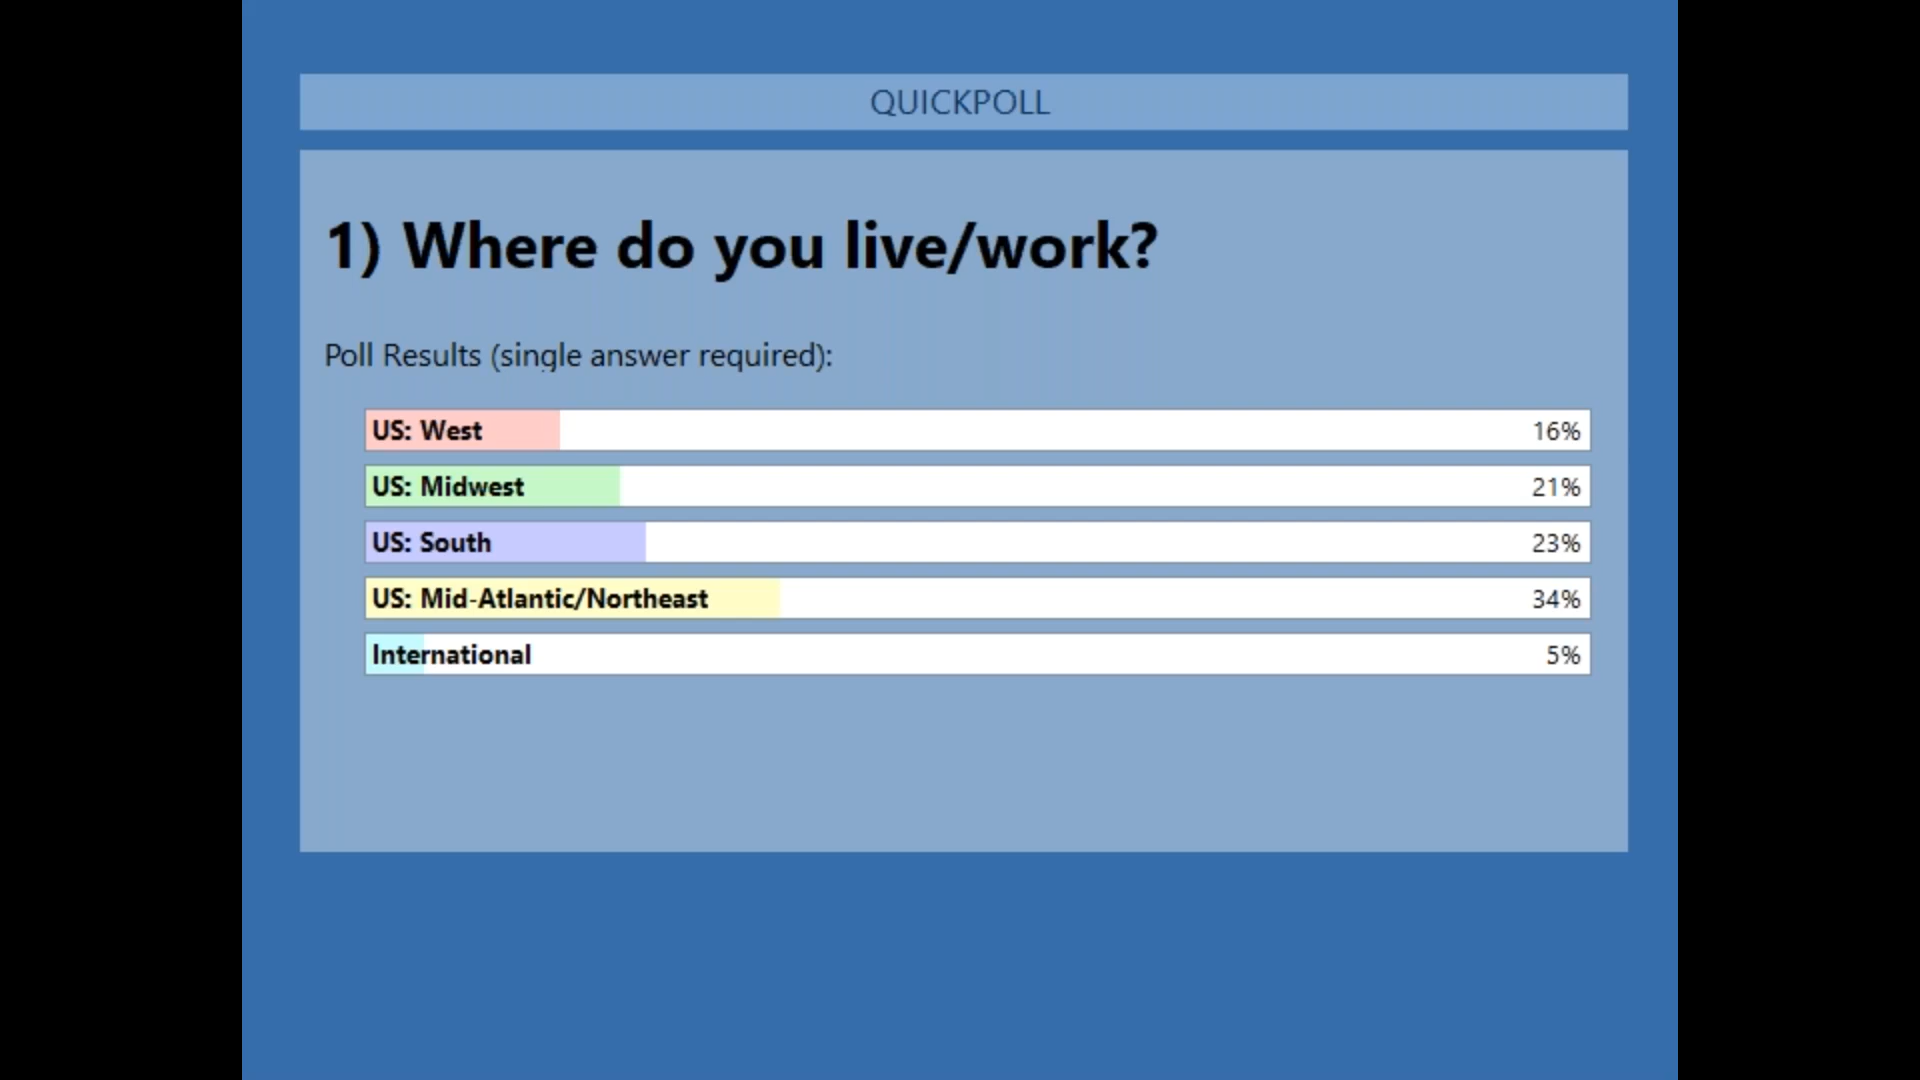 QUICKPOLL
1) Where do you live/work?
Poll Results (single answer required):
US: West 16%
US: Midwest 21%
US: South 23%
US: Mid-Atlantic/Northeast 34%
International 5%